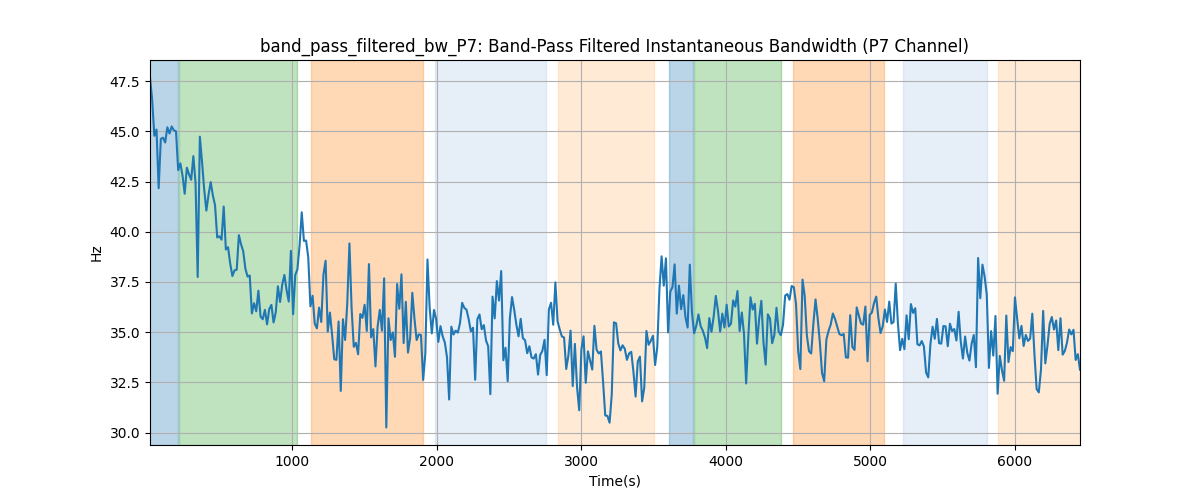 band_pass_filtered_bw_P7: Band-Pass Filtered Instantaneous Bandwidth (P7 Channel)
47.5
45.0
42.5
40.0
37.5
35.0
32.5
30.0
Hz
1000 2000 3000 4000 5000 6000
Time(s)